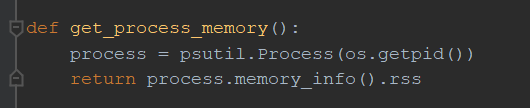 def get_process_memory():
    process = psutil.Process(os.getpid())
    return process.memory_info().rss